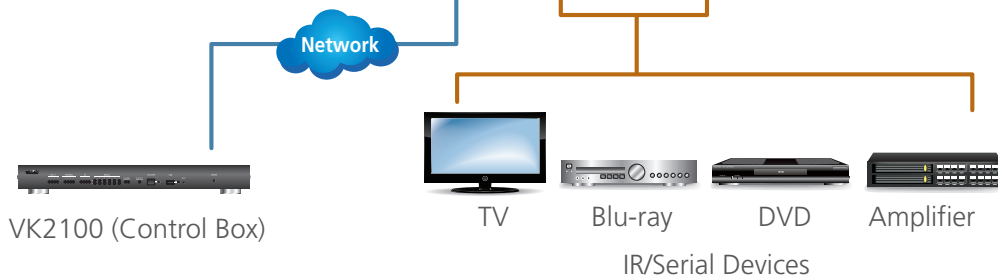 Network
VK2100 (Control Box)
TV
Blu-ray
DVD
Amplifier
IR/Serial Devices